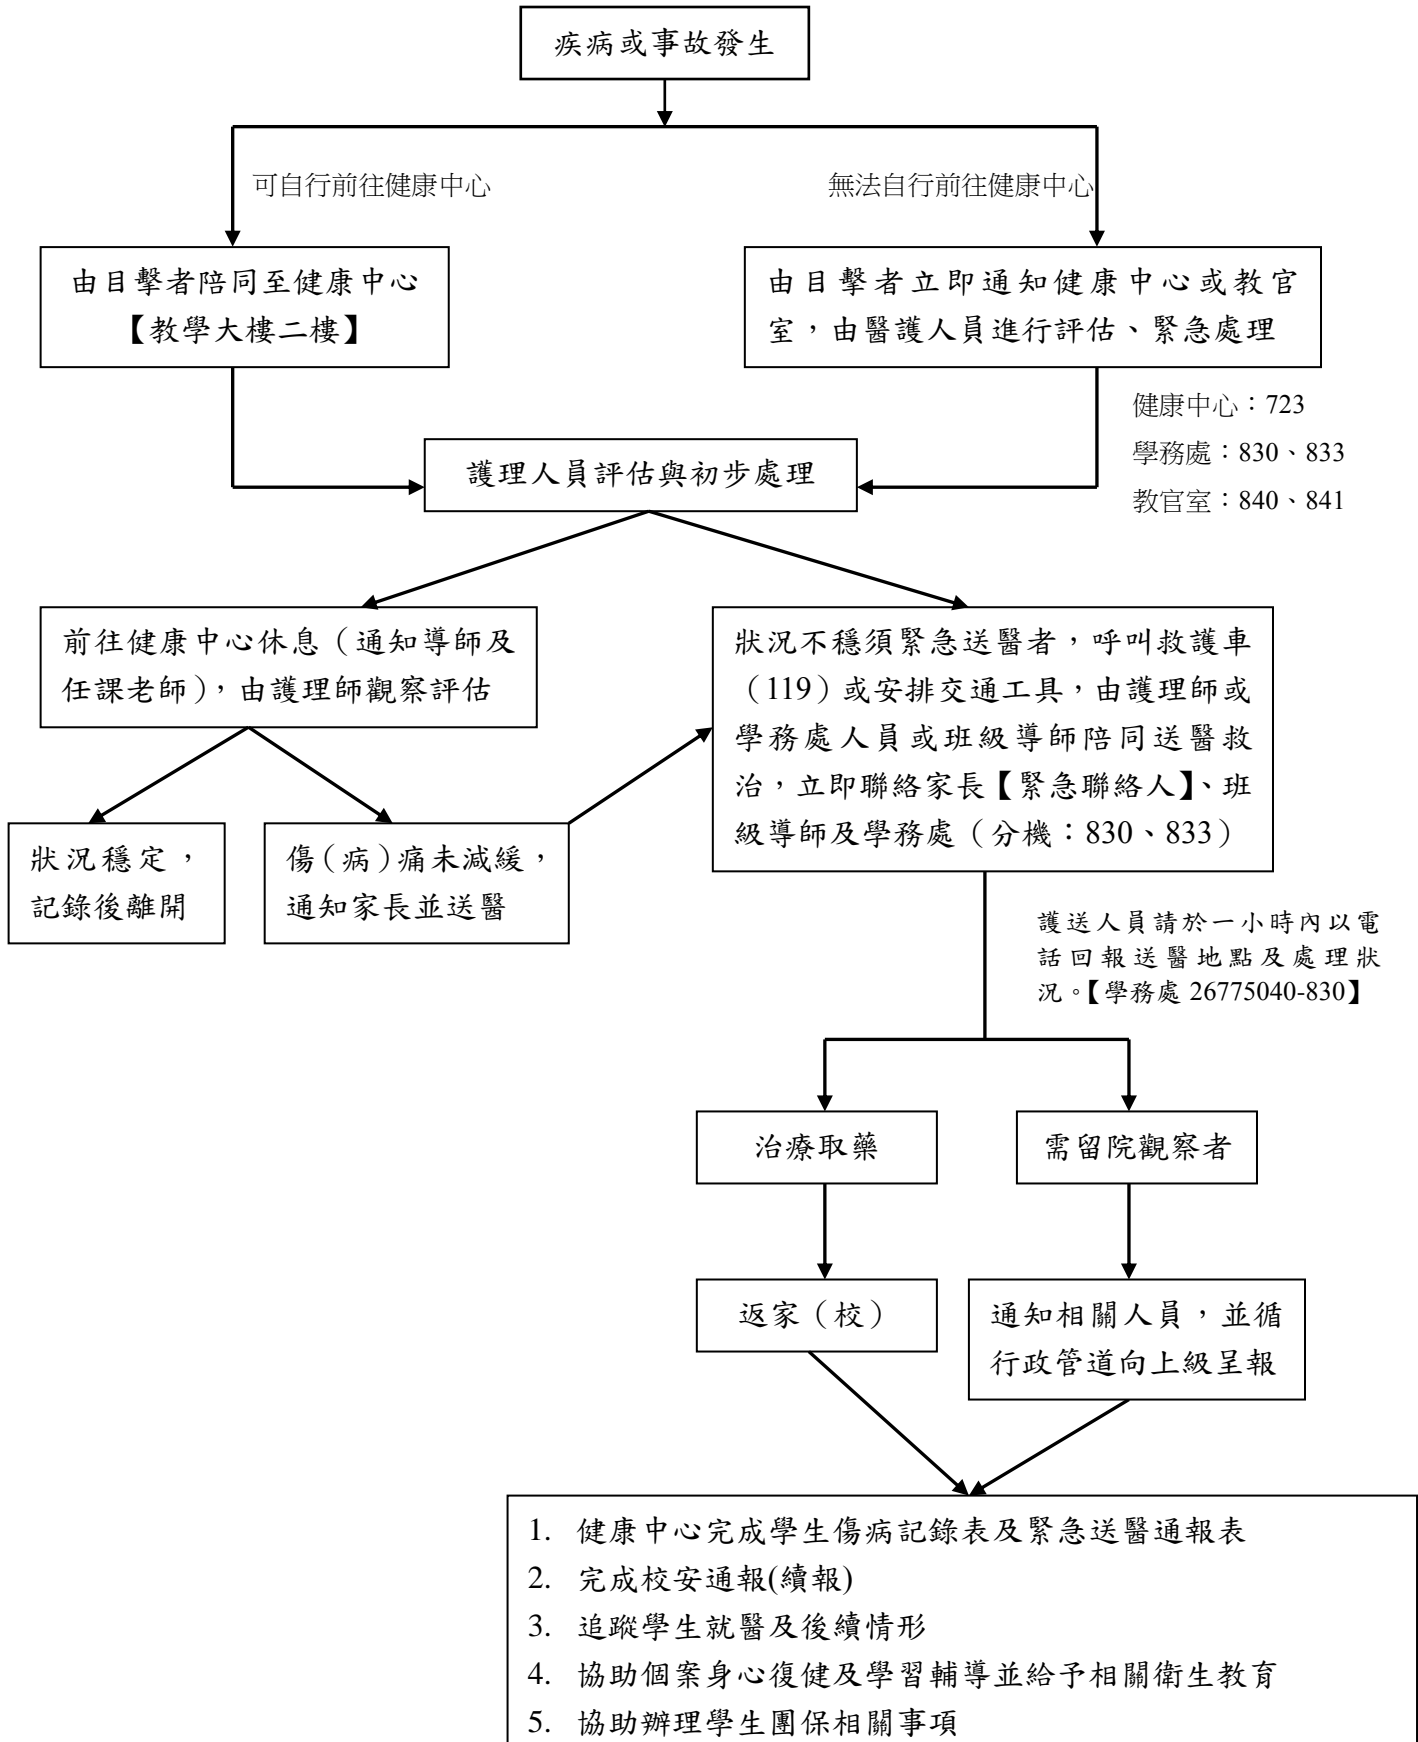 疾病或事故發生
可自行前往健康中心
無法自行前往健康中心
由目擊者陪同至健康中心
【教學大樓二樓】
由目擊者立即通知健康中心或教官
室，由醫護人員進行評估、緊急處理
健康中心：723
學務處：830、833
教官室：840、841
護理人員評估與初步處理
前往健康中心休息（通知導師及
任課老師），由護理師觀察評估
狀況不穩須緊急送醫者，呼叫救護車
（119）或安排交通工具，由護理師或
學務處人員或班級導師陪同送醫救
治，立即聯絡家長【緊急聯絡人】、班
級導師及學務處（分機：830、833）
狀況穩定，
記錄後離開
傷（病）痛未減緩，
通知家長並送醫
護送人員請於一小時內以電
話回報送醫地點及處理狀
況。【學務處 26775040-830】
治療取藥
需留院觀察者
返家（校）
通知相關人員，並循
行政管道向上級呈報
1. 健康中心完成學生傷病記錄表及緊急送醫通報表
2. 完成校安通報(續報)
3. 追蹤學生就醫及後續情形
4. 協助個案身心復健及學習輔導並給予相關衛生教育
5. 協助辦理學生團保相關事項